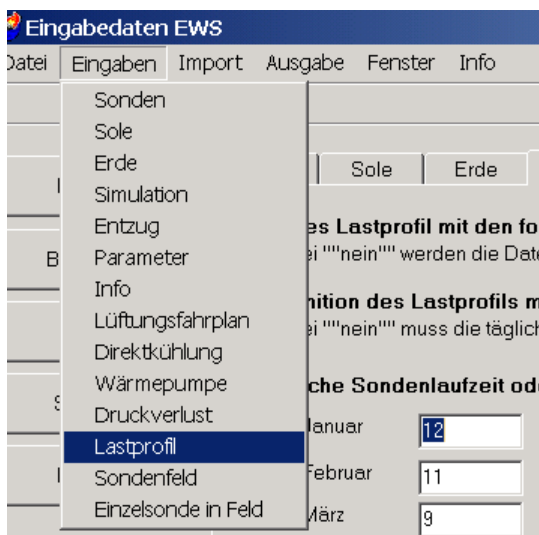 Eingabedaten EWS
Datei Eingaben Import Ausgabe Fenster Info
Sonden
Sole
Erde
Simulation
Entzug
Parameter
Info
Lüftungsfahrplan
Direktkühlung
Wärmepumpe
Druckverlust
Lastprofil
Sondenfeld
Einzelsonde in Feld
Sole Erde
es Lastprofil mit den fo
ei ""nein"" werden die Date
nition des Lastprofils m
ei ""nein"" muss die täglich
che Sondenlaufzeit od
Januar 12
Februar 11
März 9